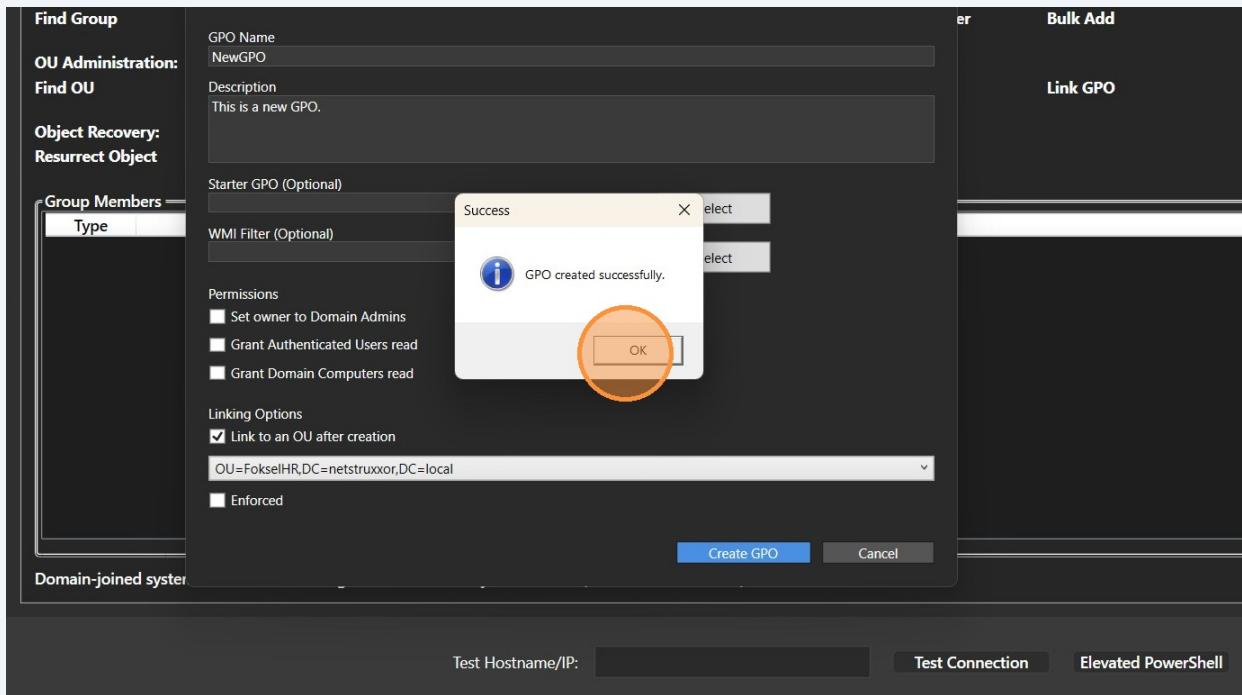 Find Group
er
Bulk Add
GPO Name
NewGPO
OU Administration:
Find OU
Description
This is a new GPO.
Link GPO
Object Recovery:
Resurrect Object
Starter GPO (Optional)
elect
Group Members
Type
WMI Filter (Optional)
elect
Success
GPO created successfully.
OK
Permissions
Set owner to Domain Admins
Grant Authenticated Users read
Grant Domain Computers read
Linking Options
Link to an OU after creation
OU=FokselHR,DC=netstruxxor,DC=local
Enforced
Create GPO
Cancel
Domain-joined syster
Test Hostname/IP:
Test Connection
Elevated PowerShell